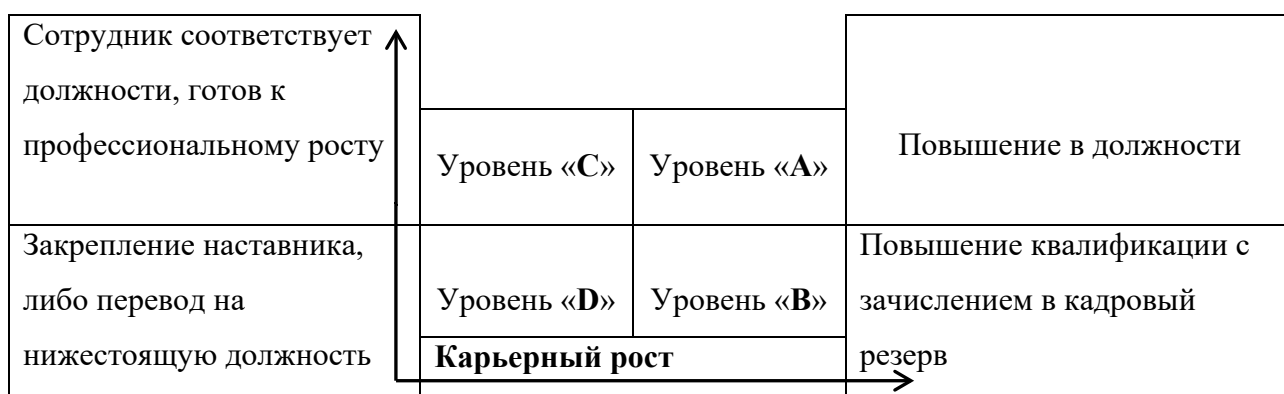 Сотрудник соответствует
должности, готов к
профессиональному росту
Уровень «C»
Уровень «A»
Повышение в должности
Закрепление наставника,
либо перевод на
нижестоящую должность
Уровень «D»
Уровень «B»
Карьерный рост
Повышение квалификации с
зачислением в кадровый
резерв